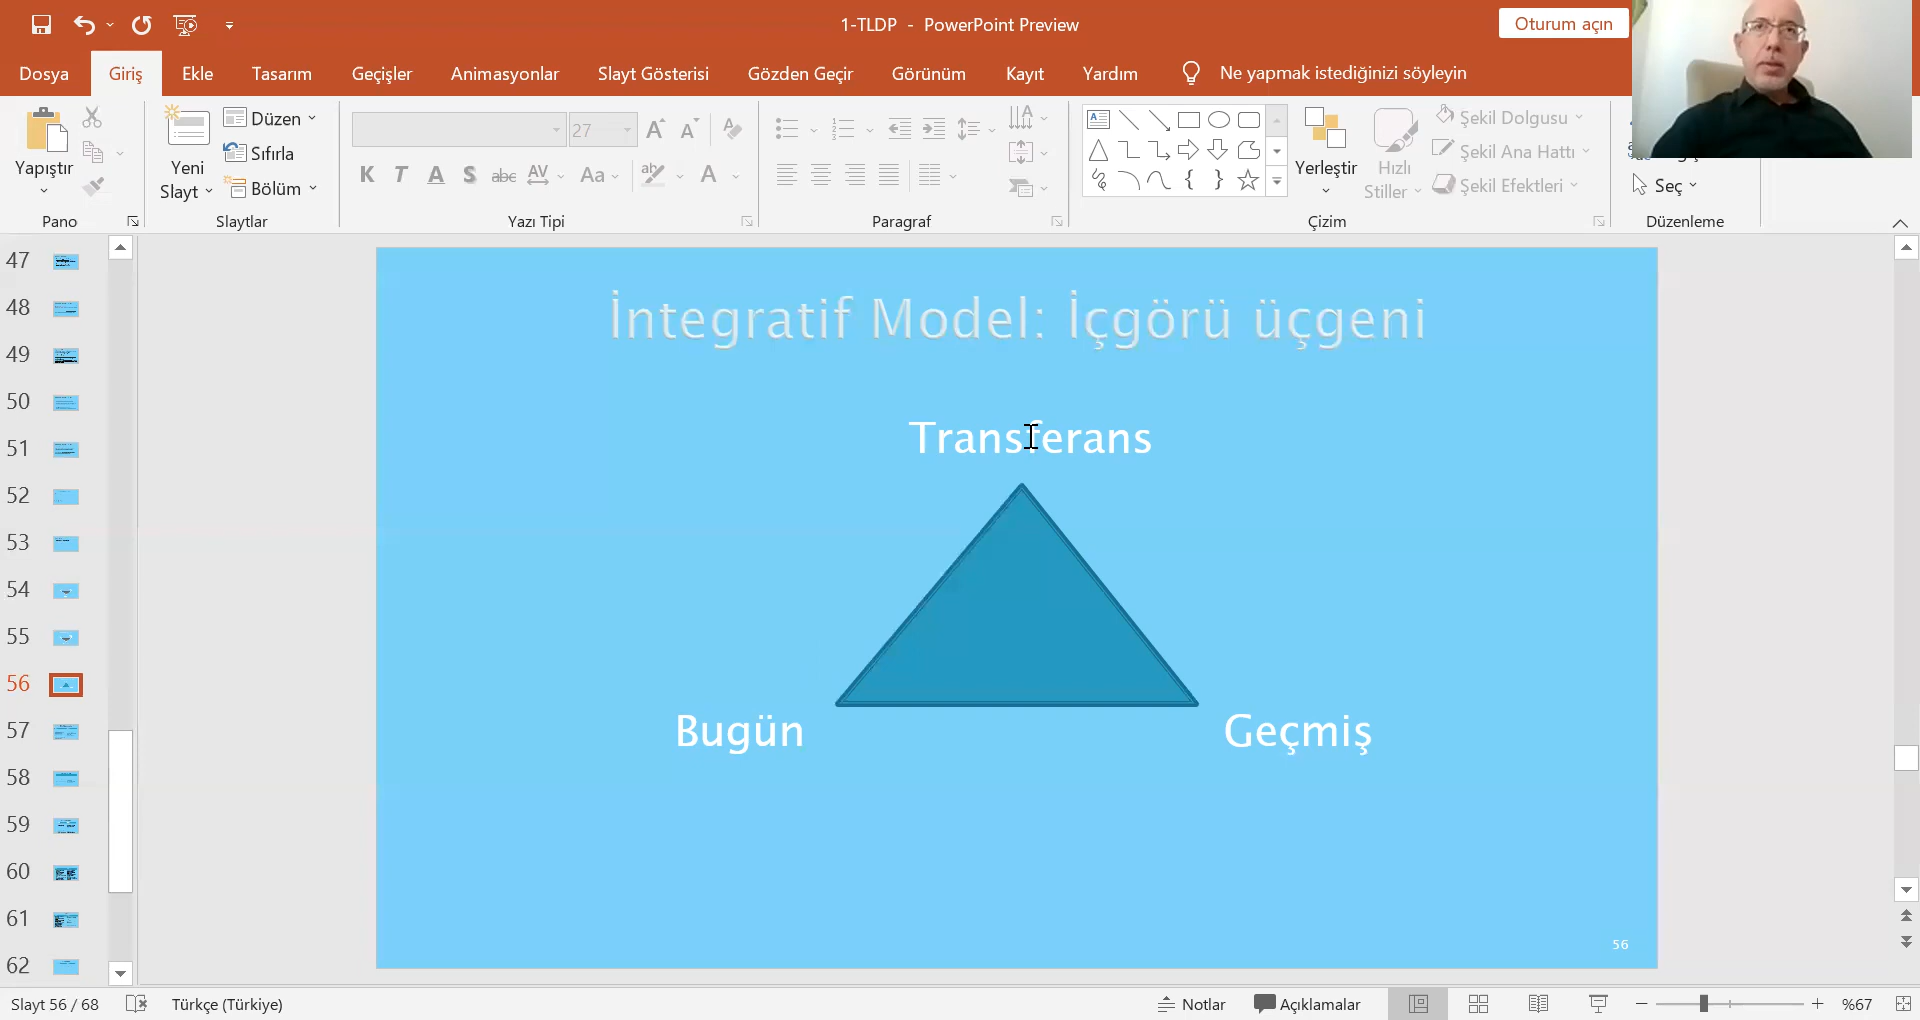 1-TLDP - PowerPoint Preview
Oturum açın
Dosya
Giriş
Ekle
Tasarım
Geçişler
Animasyonlar
Slayt Gösterisi
Gözden Geçir
Görünüm
Kayıt
Yardım
Ne yapmak istediğinizi söyleyin
Yapıştır
Yeni
Slayt
Düzen
Sıfırla
Bölüm
27
K T A S abc AV Aa A
Yerleştir
Hızlı
Stiller
Şekil Dolgusu
Şekil Ana Hattı
Şekil Efektleri
Seç
Pano
Slaytlar
Yazı Tipi
Paragraf
Çizim
Düzenleme
47
48
49
50
51
52
53
54
55
56
57
58
59
60
61
62
İntegratif Model: İçgörü üçgeni
Transferans
Bugün
Geçmiş
56
Slayt 56 / 68
Türkçe (Türkiye)
Notlar
Açıklamalar
%67